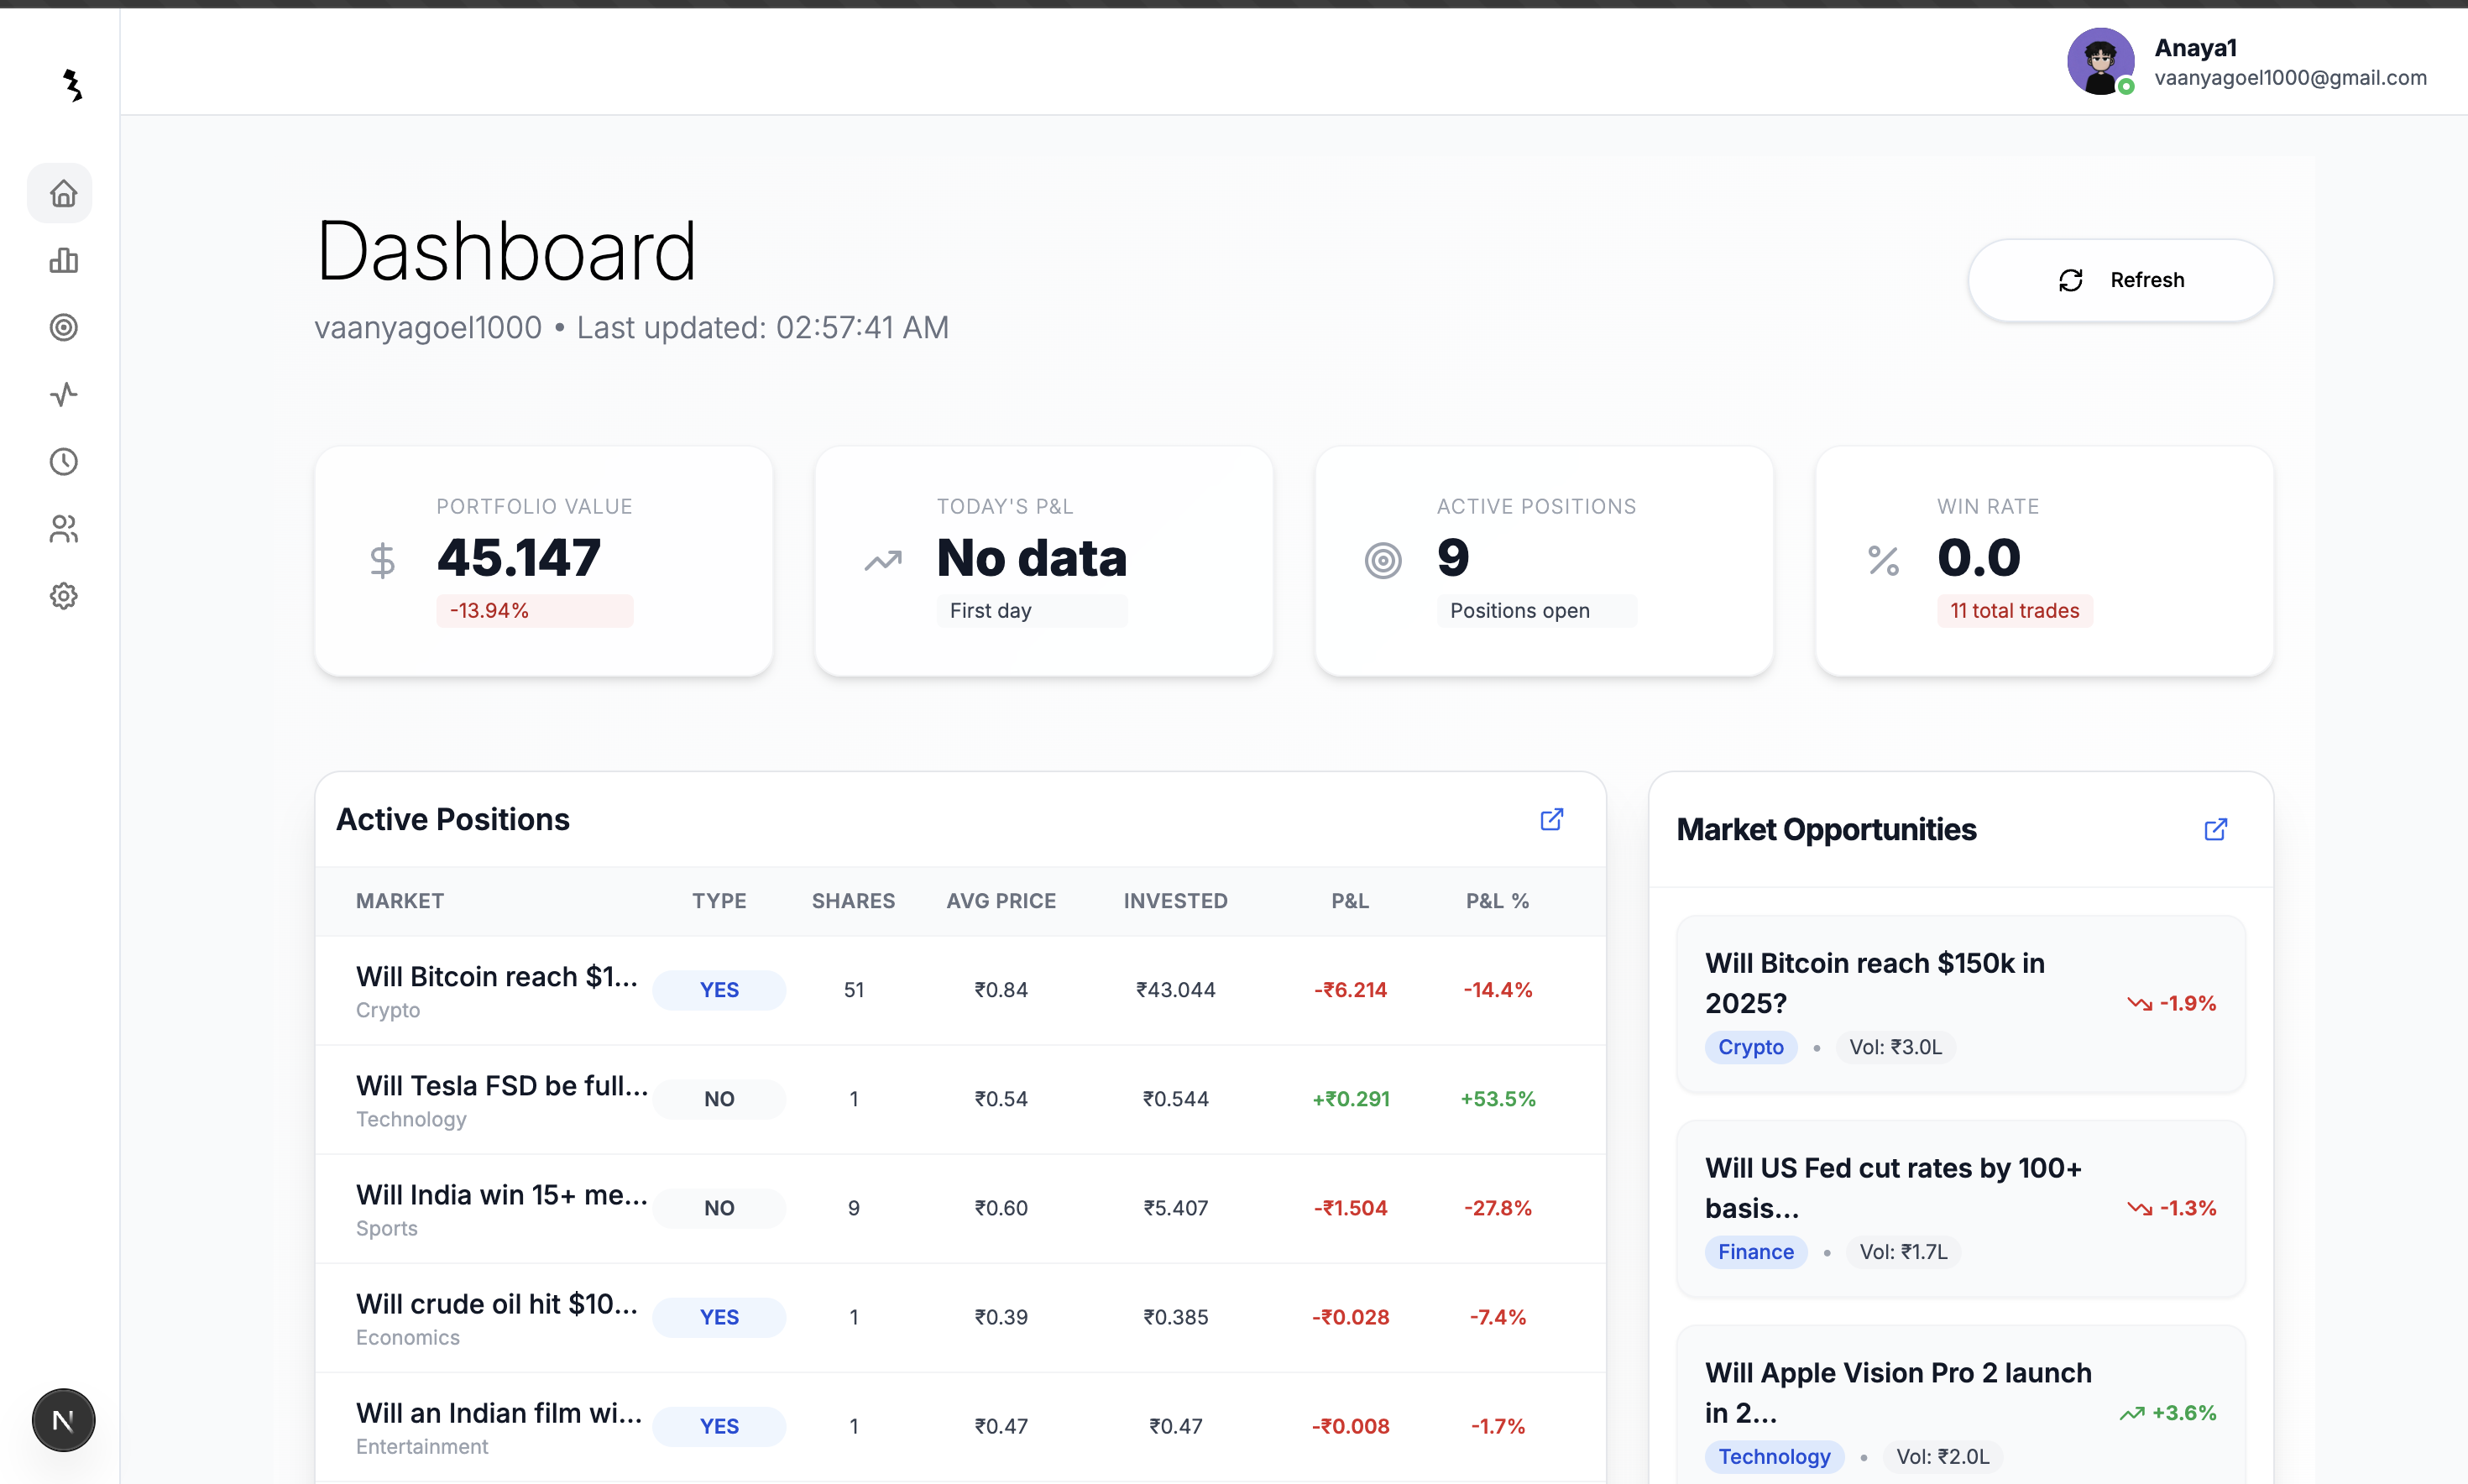 Anaya1
vaanyagoel1000@gmail.com
Dashboard
vaanyagoel1000 • Last updated: 02:57:41 AM
Refresh
PORTFOLIO VALUE
45.147
-13.94%
TODAY'S P&L
No data
First day
ACTIVE POSITIONS
9
Positions open
WIN RATE
0.0
11 total trades
Active Positions
MARKET TYPE SHARES AVG PRICE INVESTED P&L P&L %
Will Bitcoin reach $1... YES 51 ₹0.84 ₹43.044 -₹6.214 -14.4%
Crypto
Will Tesla FSD be full... NO 1 ₹0.54 ₹0.544 +₹0.291 +53.5%
Technology
Will India win 15+ me... NO 9 ₹0.60 ₹5.407 -₹1.504 -27.8%
Sports
Will crude oil hit $10... YES 1 ₹0.39 ₹0.385 -₹0.028 -7.4%
Economics
Will an Indian film wi... YES 1 ₹0.47 ₹0.47 -₹0.008 -1.7%
Entertainment
Market Opportunities
Will Bitcoin reach $150k in
2025?
-1.9%
Crypto • Vol: ₹3.0L
Will US Fed cut rates by 100+
basis...
-1.3%
Finance • Vol: ₹1.7L
Will Apple Vision Pro 2 launch
in 2...
+3.6%
Technology • Vol: ₹2.0L
N